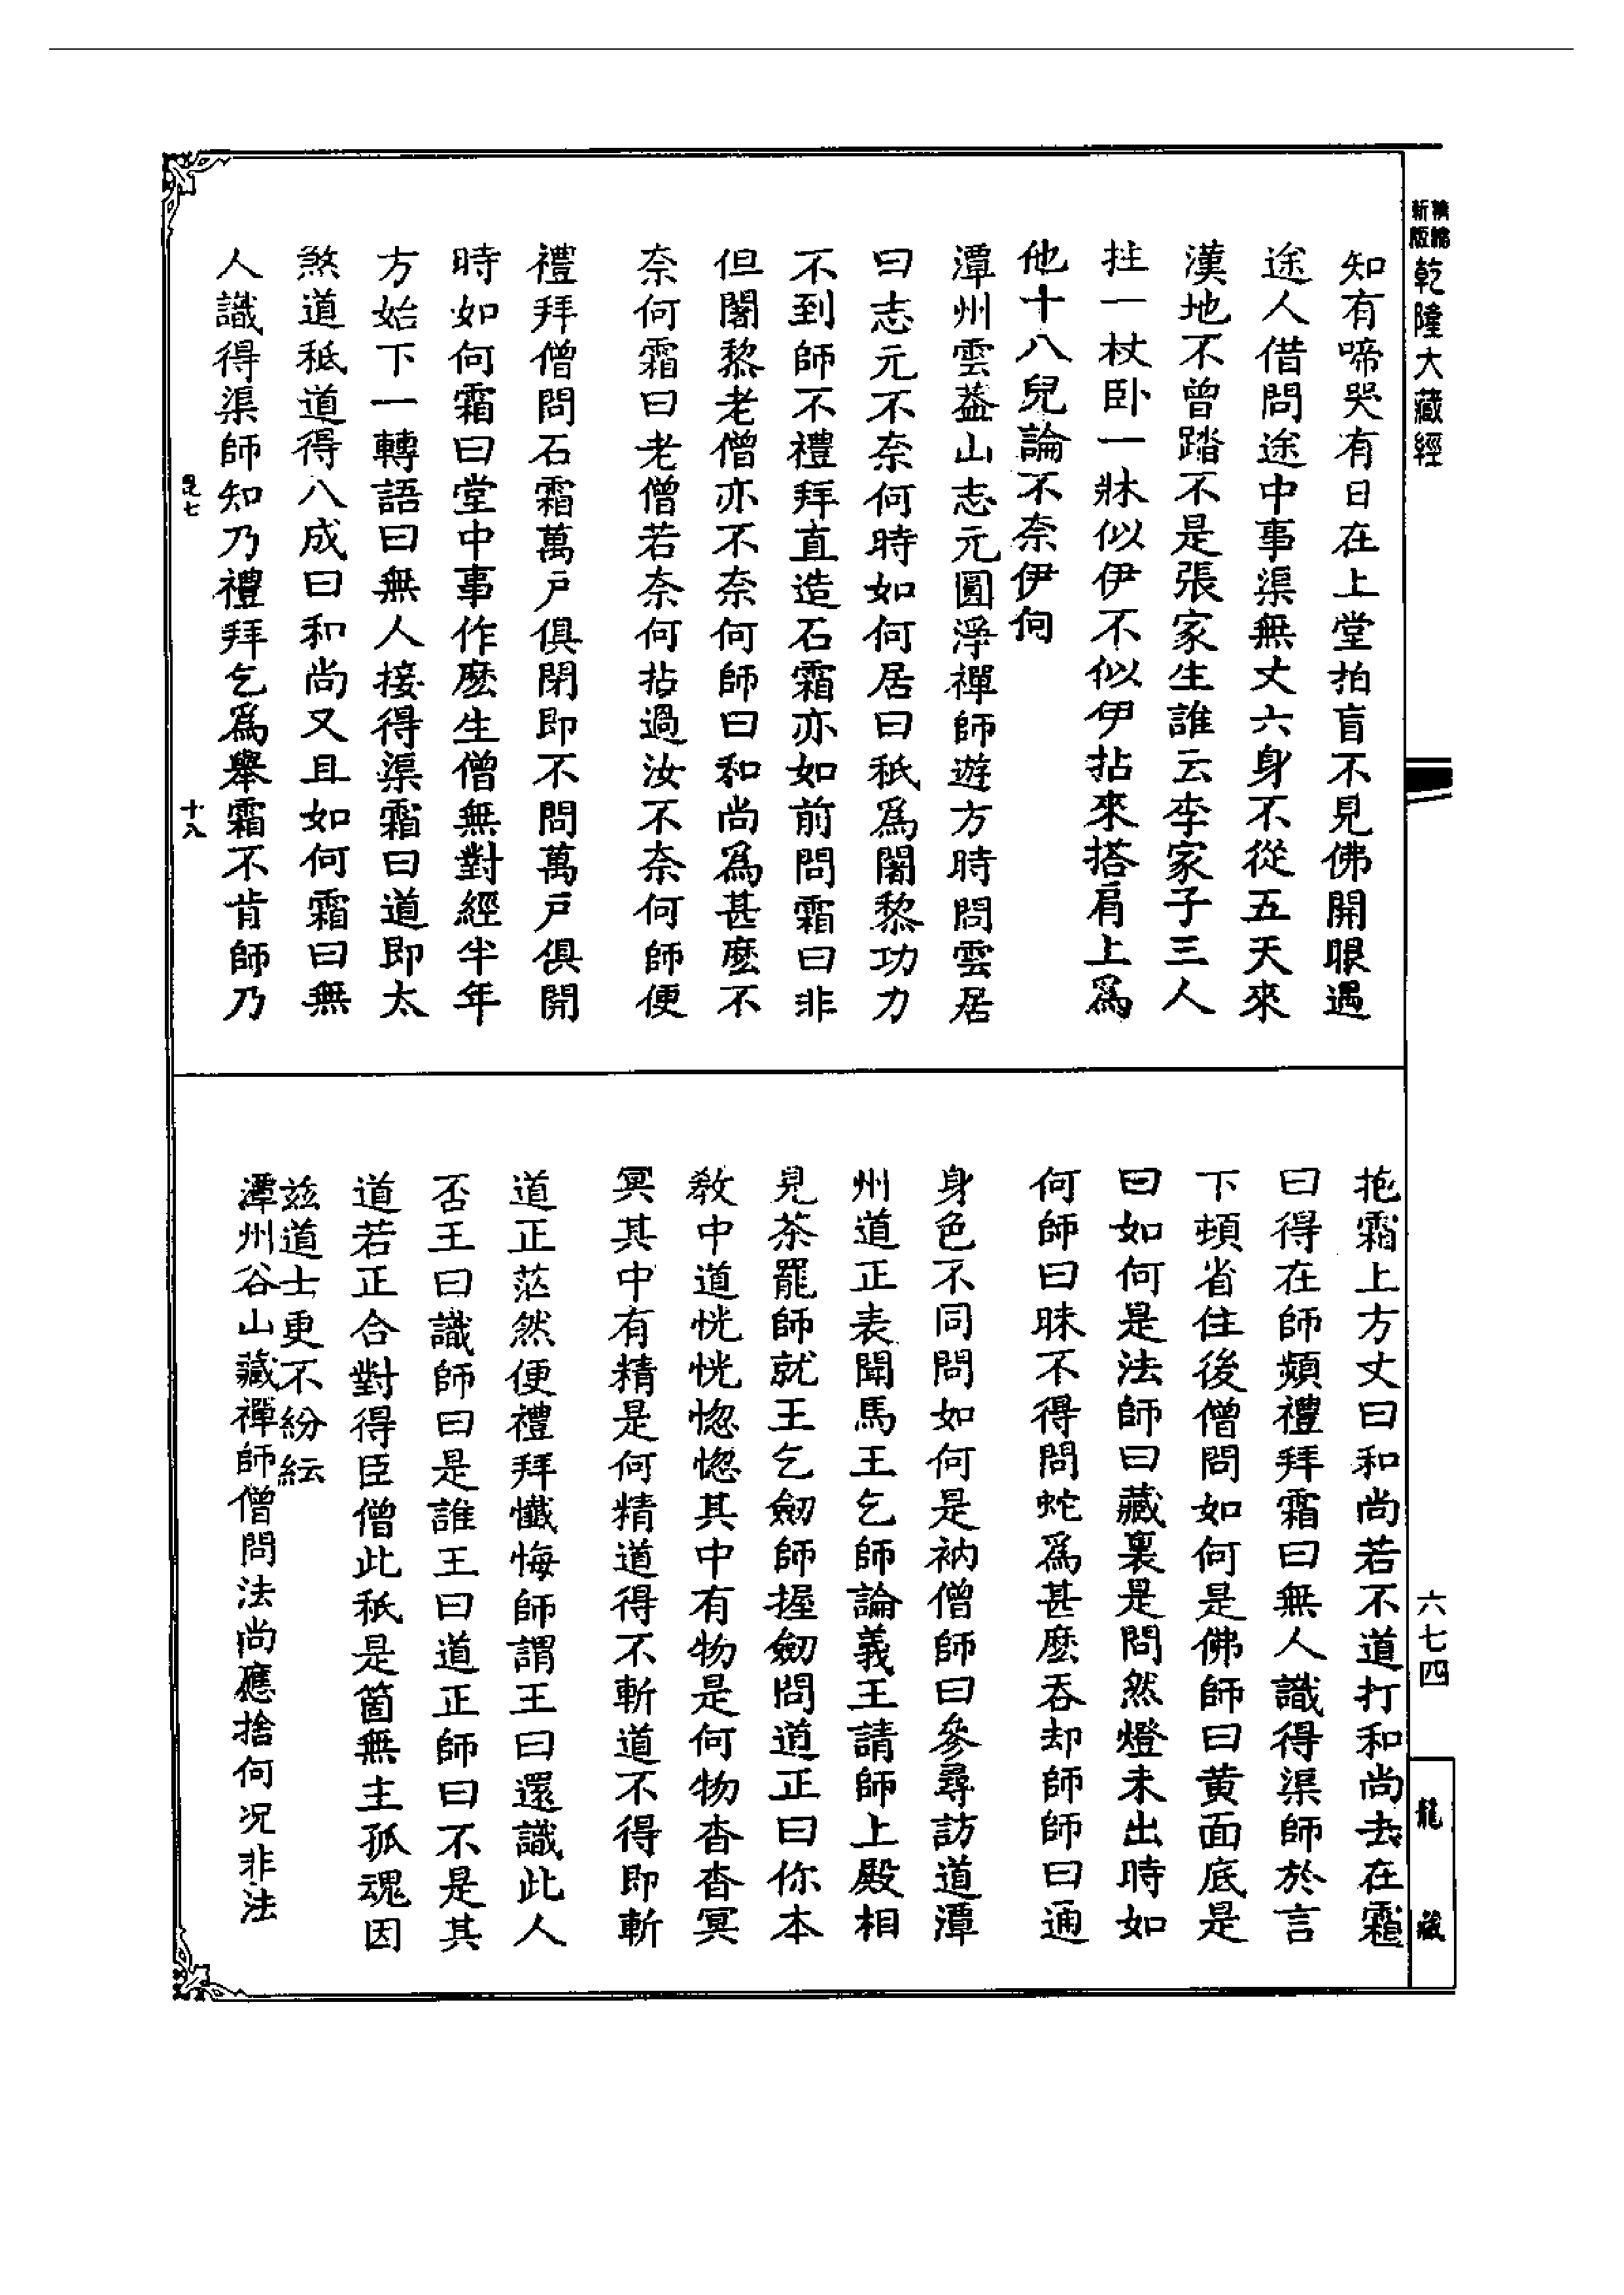 精縮
新版
乾隆大藏經
知有啼哭有日在上堂拍盲不見佛開眼遇
途人借問途中事渠無丈六身不從五天來
漢地不曾踏不是張家生誰云李家子三人
拄一杖卧一牀似伊不似伊拈來搭肩上爲
他十八兒論不奈伊何
潭州雲葢山志元圓淨禪師遊方時問雲居
曰志元不奈何時如何居曰秖爲闍黎功力
不到師不禮拜直造石霜亦如前問霜曰非
但闍黎老僧亦不奈何師曰和尚爲甚麽不
奈何霜曰老僧若奈何拈過汝不奈何師便
禮拜僧問石霜萬戶俱閉即不問萬戶俱開
時如何霜曰堂中事作麽生僧無對經半年
方始下一轉語曰無人接得渠霜曰道即太
煞道秖道得八成曰和尚又且如何霜曰無
人識得渠師知乃禮拜乞爲舉霜不肯師乃
昆七
十八
抱霜上方丈曰和尚若不道打和尚去在霜
曰得在師頻禮拜霜曰無人識得渠師於言
下頓省住後僧問如何是佛師曰黄面底是
曰如何是法師曰藏裏是問然燈未出時如
何師曰昧不得問蛇爲甚麽吞却師師曰通
身色不同問如何是衲僧師曰參尋訪道潭
州道正表聞馬王乞師論義王請師上殿相
見茶罷師就王乞劒師握劒問道正曰你本
敎中道恍恍惚惚其中有物是何物杳杳冥
冥其中有精是何精道得不斬道不得即斬
道正茫然便禮拜懺悔師謂王曰還識此人
否王曰識師曰是誰王曰道正師曰不是其
道若正合對得臣僧此秖是箇無主孤魂因
兹道士更不紛紜
潭州谷山藏禪師僧問法尚應捨何況非法
六七四
龍藏